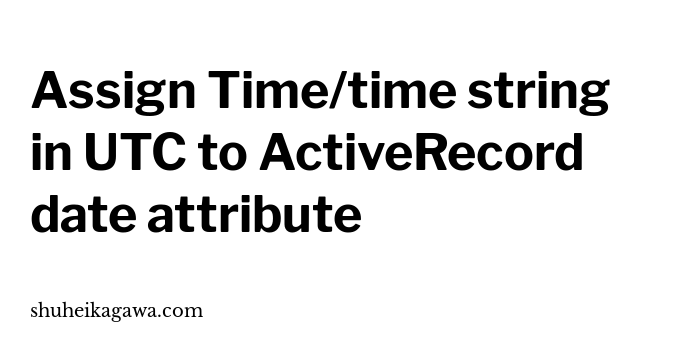 Assign Time/time string
in UTC to ActiveRecord
date attribute
shuheikagawa.com